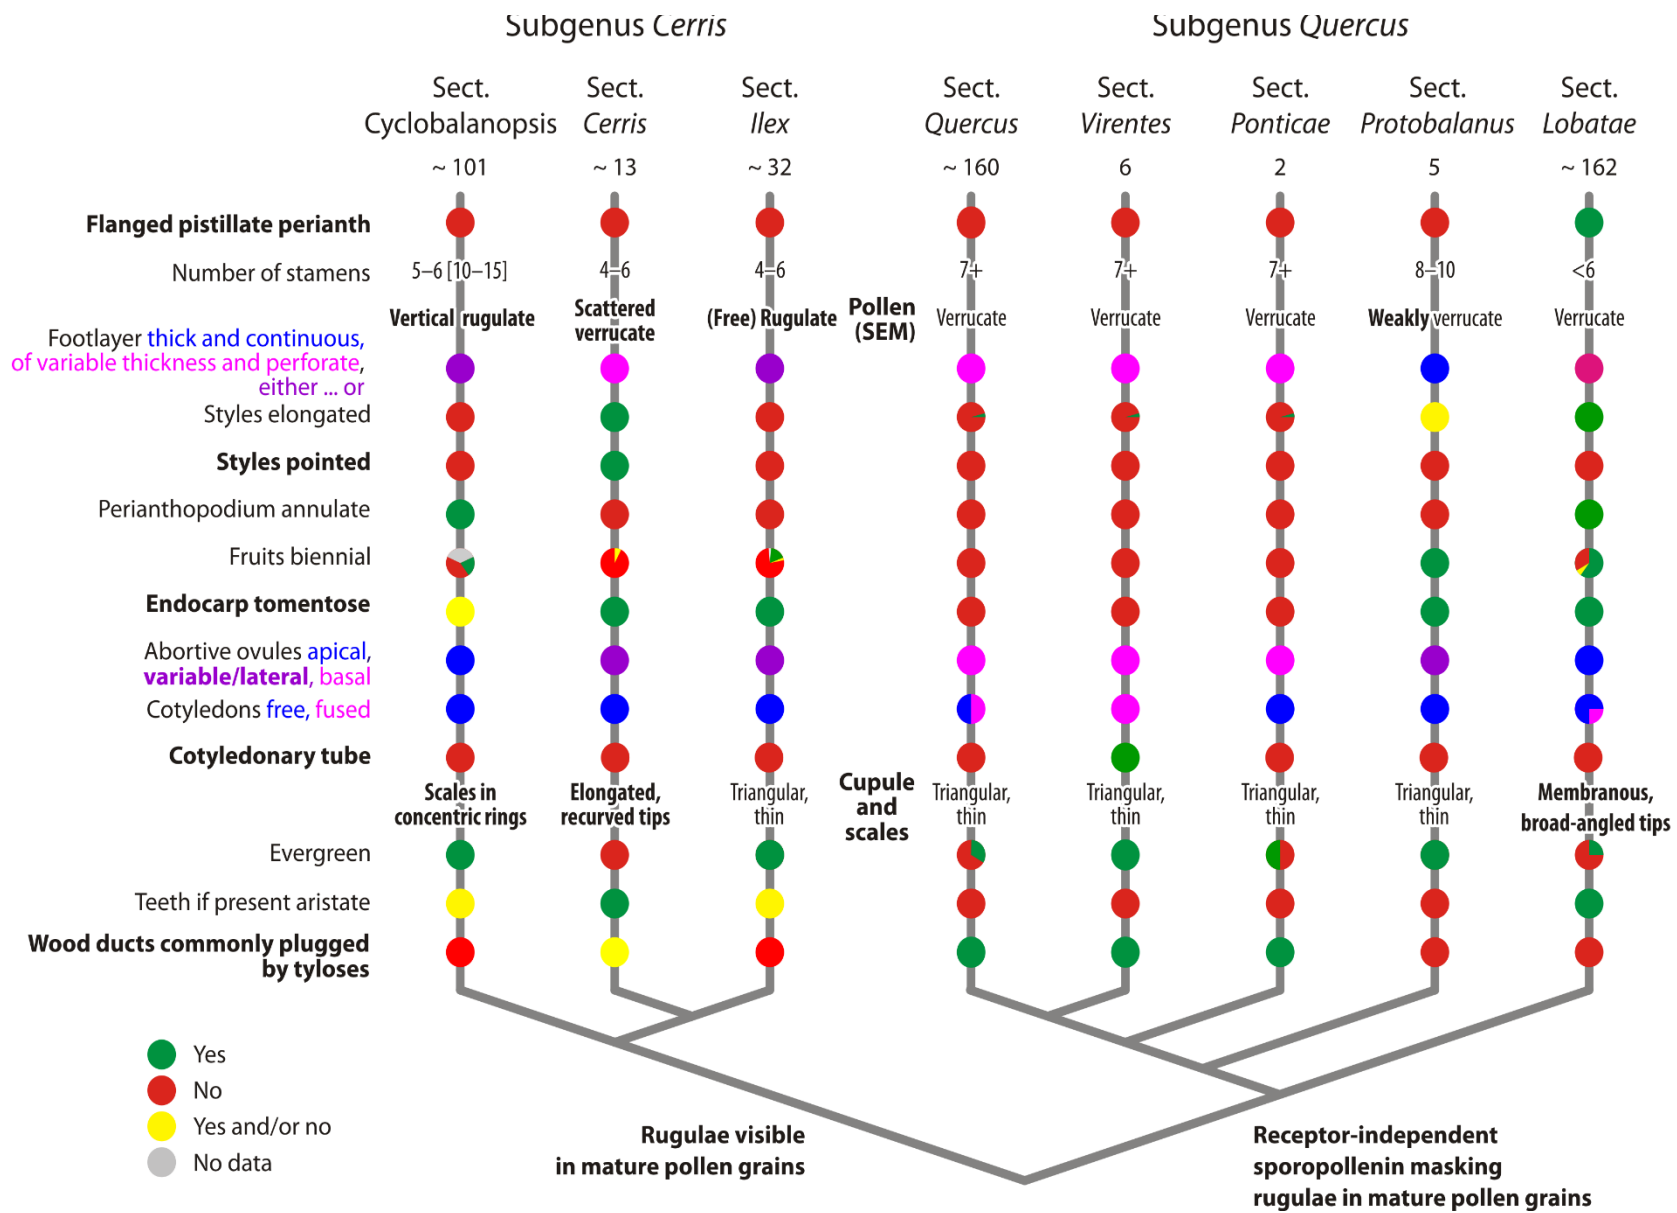 Subgenus Cerris
Subgenus Quercus
Sect.
Cyclobalanopsis
Sect.
Cerris
Sect.
Ilex
Sect.
Quercus
Sect.
Virentes
Sect.
Ponticae
Sect.
Protobalanus
Sect.
Lobatae
~ 101
~ 13
~ 32
~ 160
6
2
5
~ 162
Flanged pistillate perianth
Number of stamens
5–6 [10–15]
4–6
4–6
7+
7+
7+
8–10
<6
Vertical rugulate
Scattered
verrucate
(Free) Rugulate
Pollen
(SEM)
Verrucate
Verrucate
Verrucate
Weakly verrucate
Verrucate
Footlayer thick and continuous,
of variable thickness and perforate,
either ... or
Styles elongated
Styles pointed
Perianthopodium annulate
Fruits biennial
Endocarp tomentose
Abortive ovules apical,
variable/lateral, basal
Cotyledons free, fused
Cotyledonary tube
Scales in
concentric rings
Elongated,
recurved tips
Triangular,
thin
Cupule
and
scales
Triangular,
thin
Triangular,
thin
Triangular,
thin
Triangular,
thin
Membranous,
broad-angled tips
Evergreen
Teeth if present aristate
Wood ducts commonly plugged
by tyloses
Yes
No
Yes and/or no
No data
Rugulae visible
in mature pollen grains
Receptor-independent
sporopollenin masking
rugulae in mature pollen grains